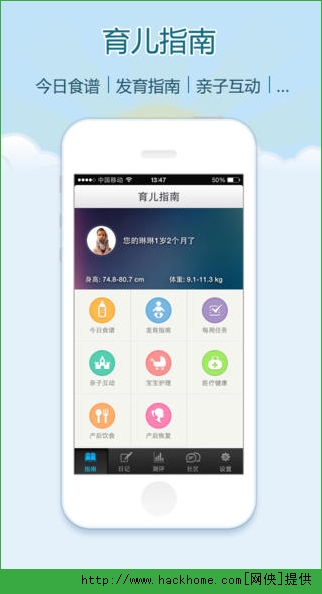 育儿指南
今日食谱 | 发育指南 | 亲子互动 | ...
中国移动 13:47 50%
育儿指南
您的琳琳1岁2个月了
身高: 74.8-80.7 cm 体重: 9.1-11.3 kg
今日食谱 发育指南 每周任务
亲子互动 宝宝护理 医疗健康
产后饮食 产后恢复
指南 日记 测评 社区 设置
http://www.hackhome.com[网侠]提供